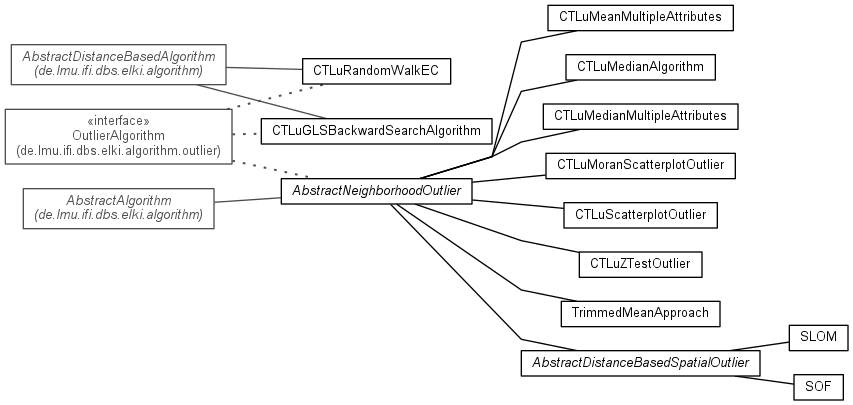 CTLuMeanMultipleAttributes
AbstractDistanceBasedAlgorithm
(de.lmu.ifi.dbs.elki.algorithm)
CTLuRandomWalkEC
CTLuMedianAlgorithm
«interface»
OutlierAlgorithm
(de.lmu.ifi.dbs.elki.algorithm.outlier)
CTLuGLSBackwardSearchAlgorithm
CTLuMedianMultipleAttributes
CTLuMoranScatterplotOutlier
AbstractAlgorithm
(de.lmu.ifi.dbs.elki.algorithm)
AbstractNeighborhoodOutlier
CTLuScatterplotOutlier
CTLuZTestOutlier
TrimmedMeanApproach
AbstractDistanceBasedSpatialOutlier
SLOM
SOF